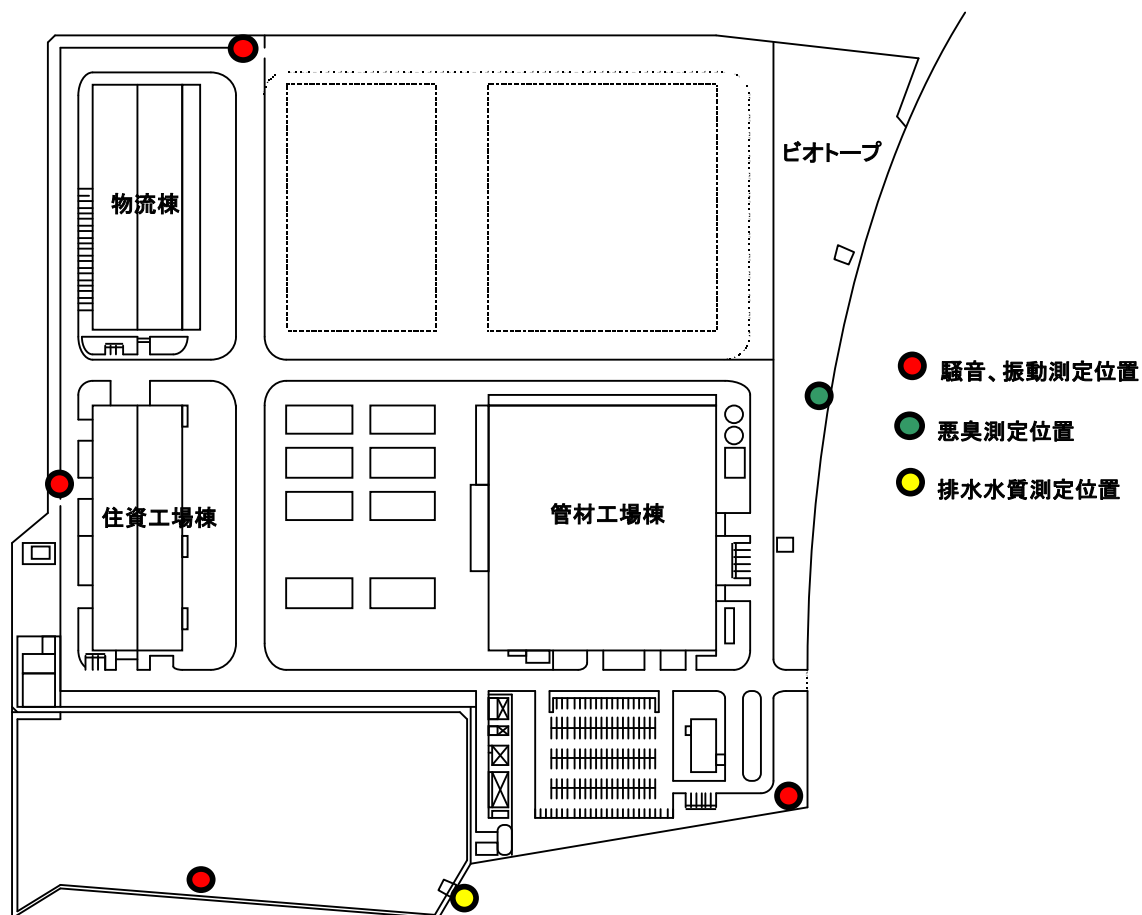 ビオトープ
物流棟
騒音、振動測定位置
悪臭測定位置
排水水質測定位置
住資工場棟
管材工場棟